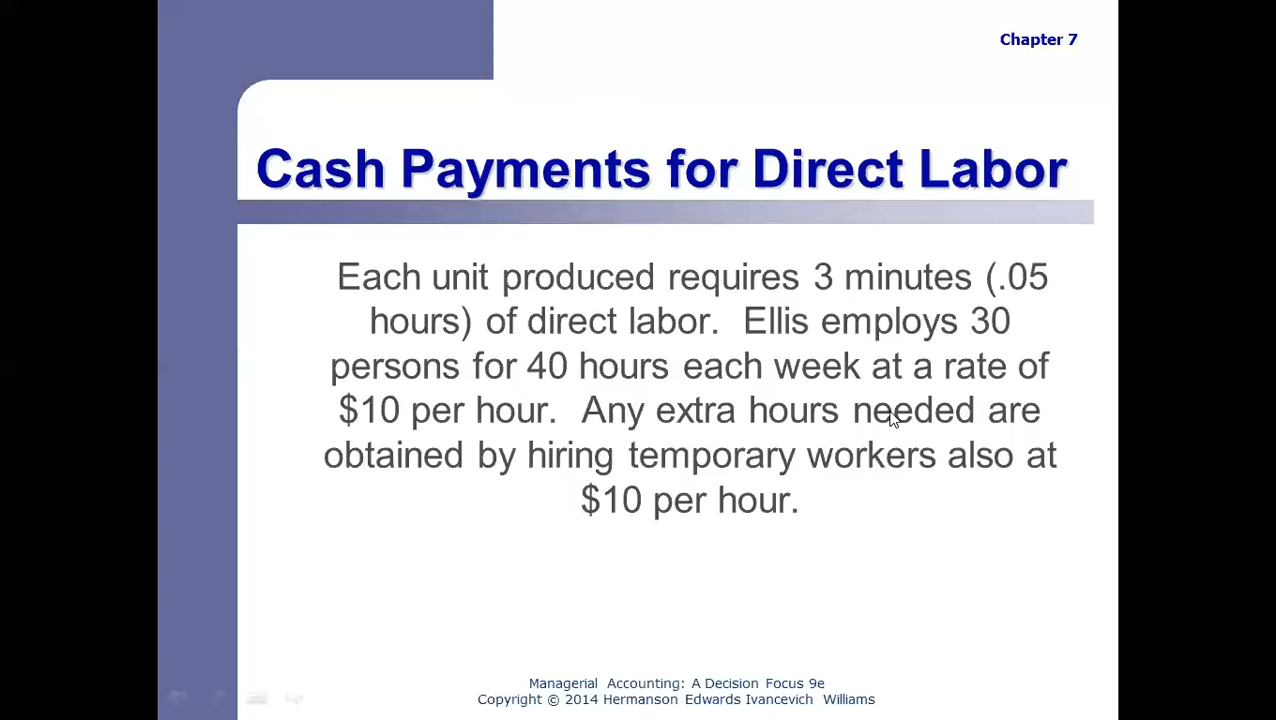 Chapter 7
Cash Payments for Direct Labor
Each unit produced requires 3 minutes (.05
hours) of direct labor.  Ellis employs 30
persons for 40 hours each week at a rate of
$10 per hour.  Any extra hours needed are
obtained by hiring temporary workers also at
$10 per hour.
Managerial Accounting: A Decision Focus 9e
Copyright © 2014 Hermanson Edwards Ivancevich Williams